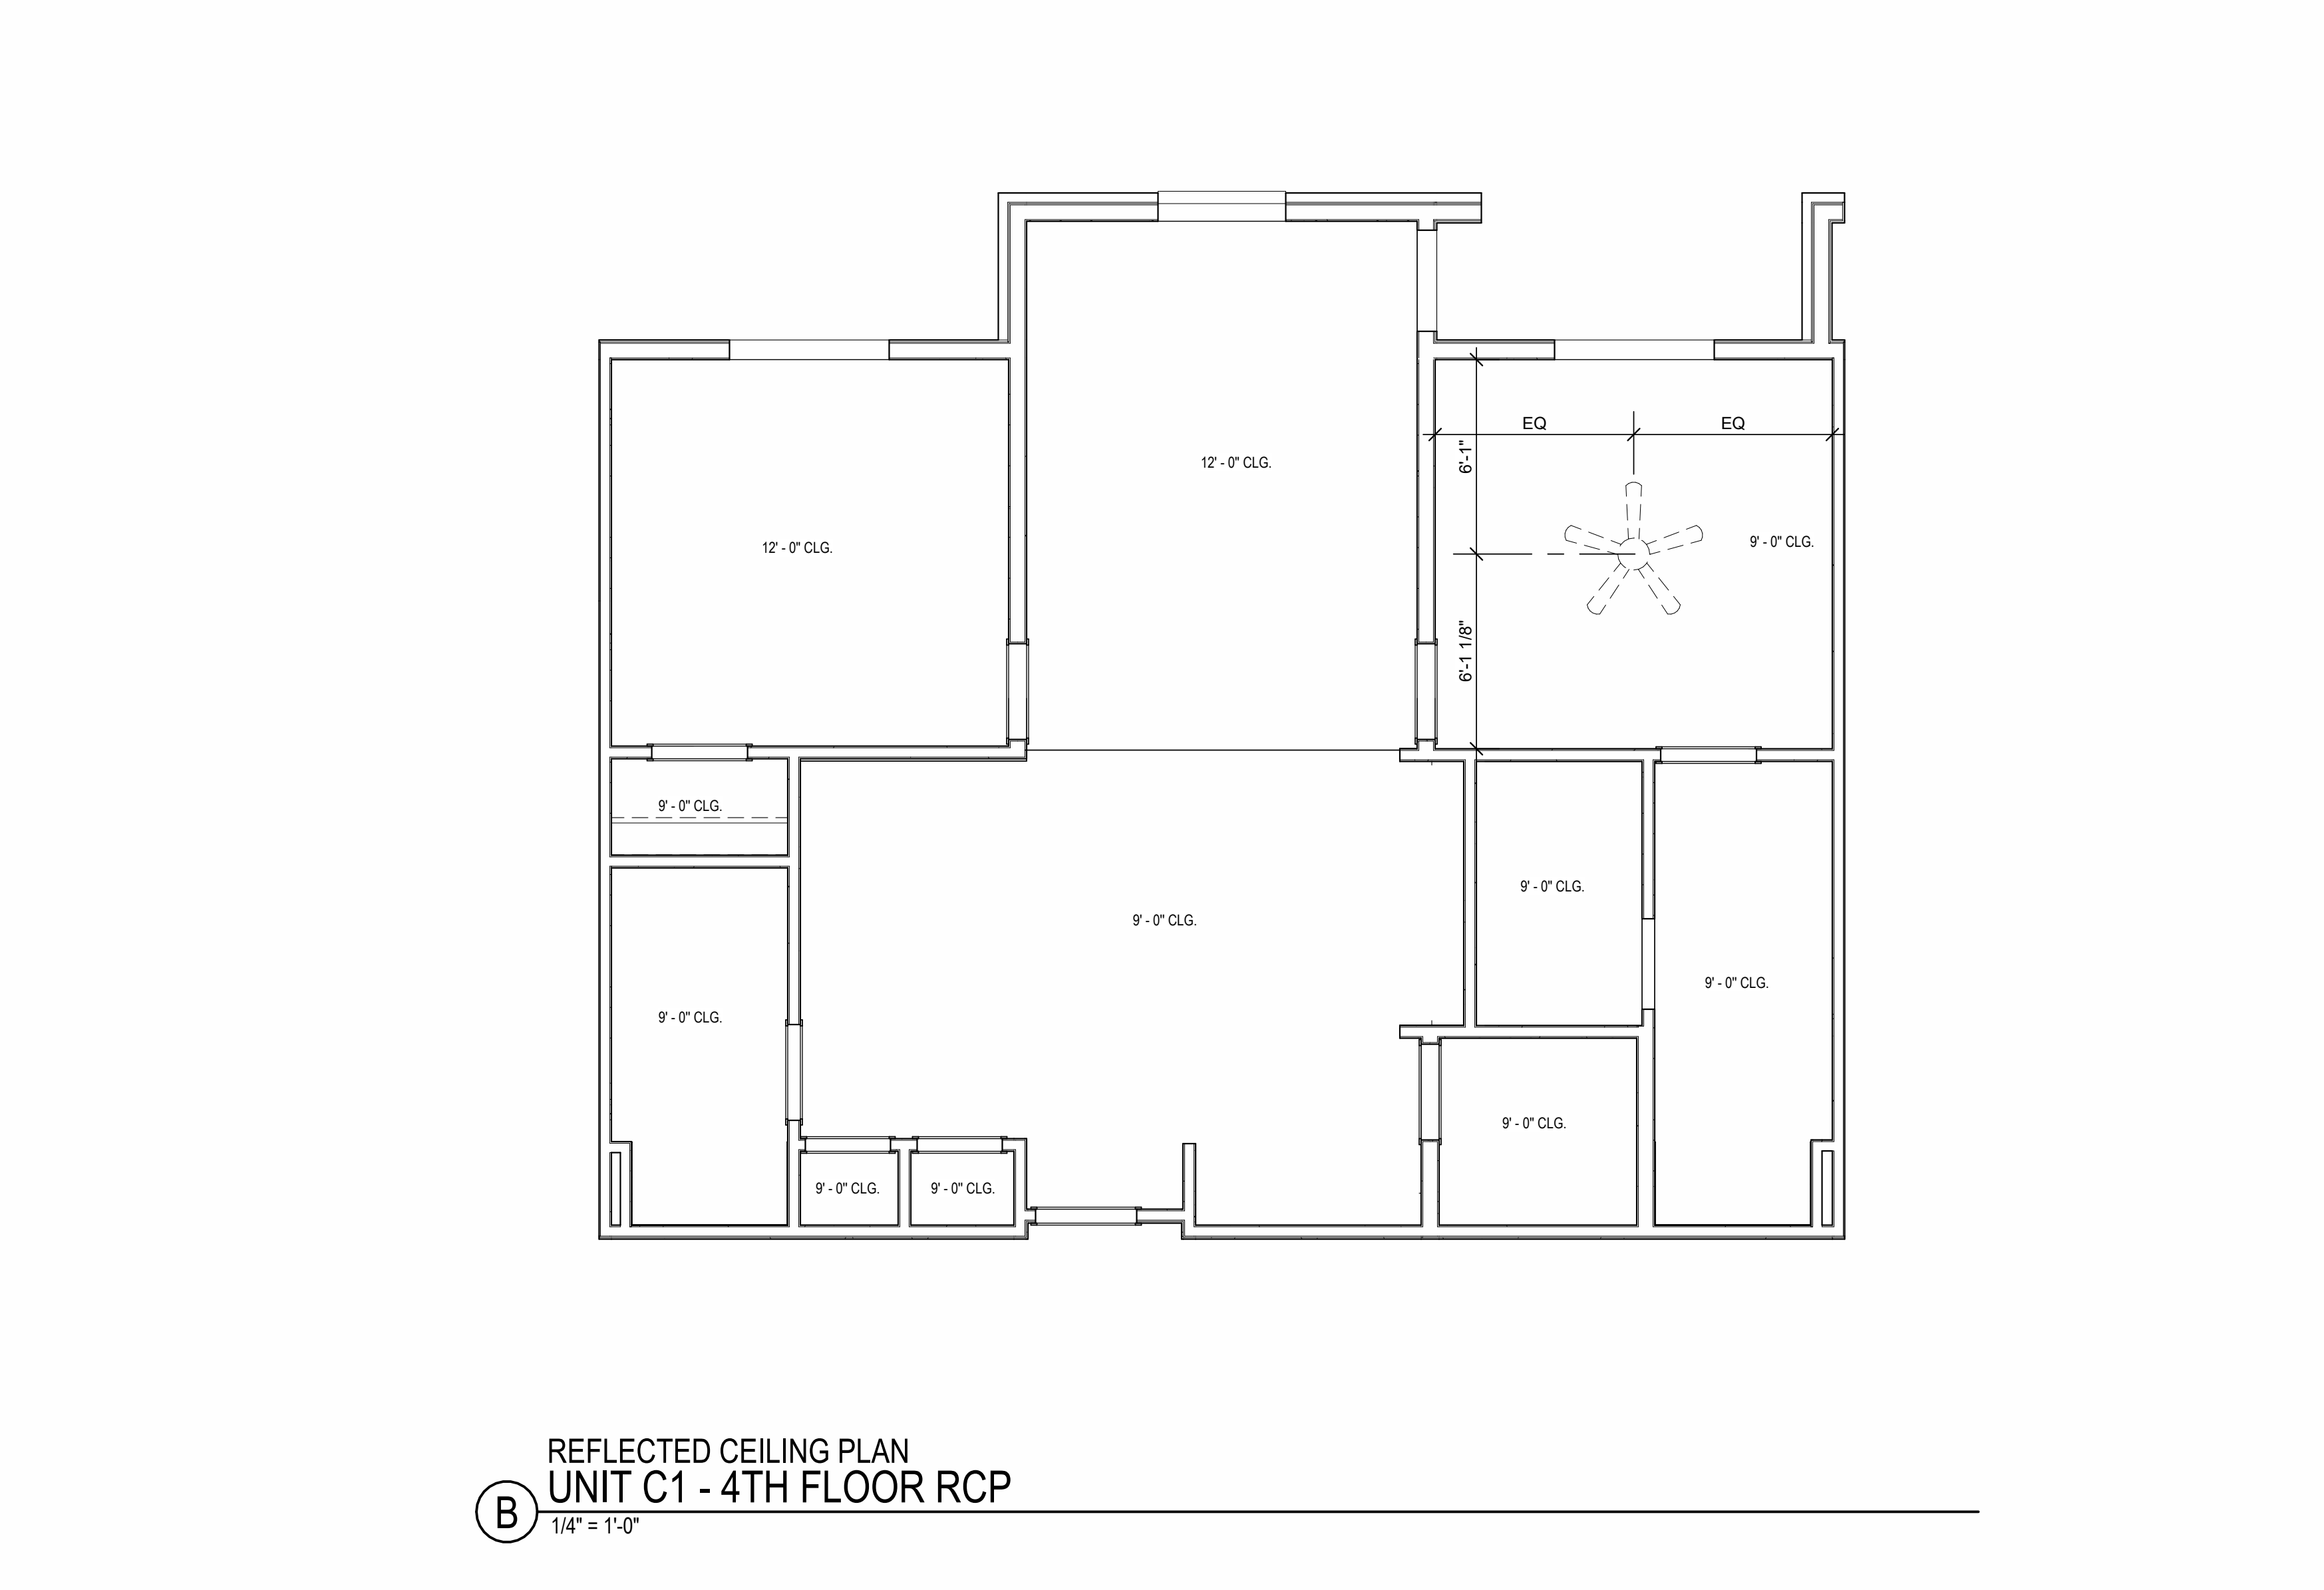 EQ
EQ
6'-1"
12' - 0" CLG.
9' - 0" CLG.
12' - 0" CLG.
6'-1 1/8"
9' - 0" CLG.
9' - 0" CLG.
9' - 0" CLG.
9' - 0" CLG.
9' - 0" CLG.
9' - 0" CLG.
9' - 0" CLG.
9' - 0" CLG.
REFLECTED CEILING PLAN
UNIT C1 - 4TH FLOOR RCP
B
1/4" = 1'-0"